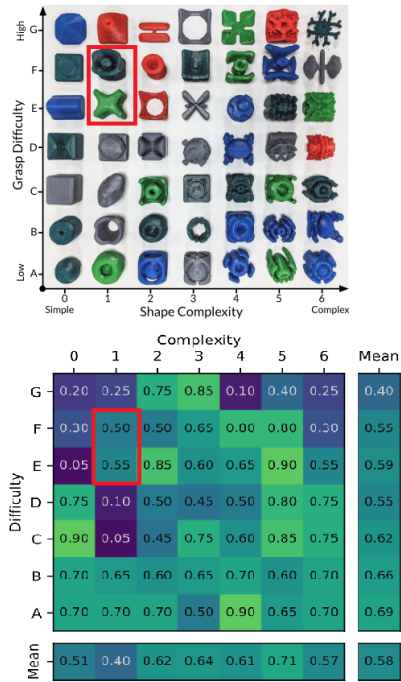 High
G
F
E
D
C
B
A
Low
Grasp Difficulty
0 1 2 3 4 5 6
Simple Shape Complexity Complex
Complexity
0 1 2 3 4 5 6 Mean
G 0.20 0.25 0.75 0.85 0.10 0.40 0.25 0.40
F 0.30 0.50 0.50 0.65 0.80 0.80 0.30 0.55
E 0.05 0.55 0.85 0.60 0.65 0.90 0.55 0.59
D 0.75 0.10 0.50 0.45 0.50 0.80 0.75 0.55
C 0.90 0.05 0.45 0.75 0.60 0.85 0.75 0.62
B 0.70 0.65 0.60 0.65 0.70 0.60 0.70 0.66
A 0.70 0.70 0.70 0.50 0.90 0.65 0.70 0.69
Difficulty
Mean 0.51 0.40 0.62 0.64 0.61 0.71 0.57 0.58